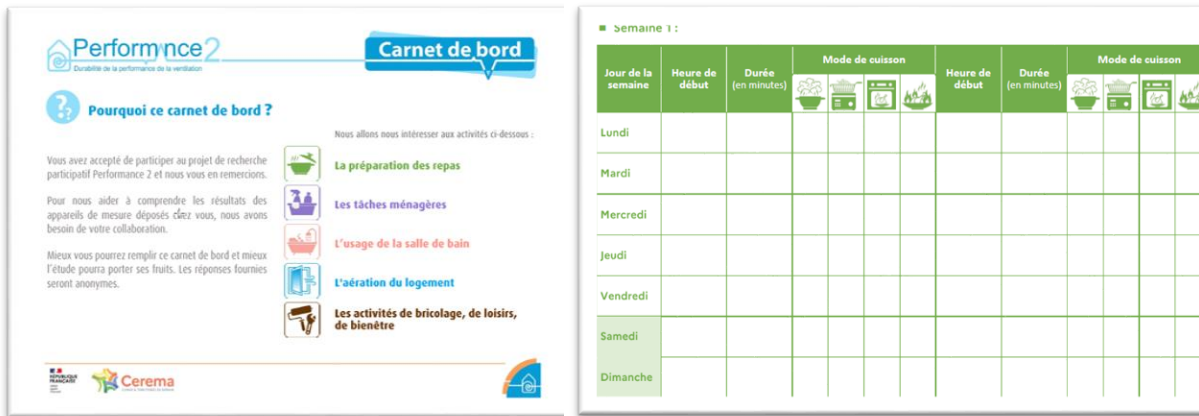 Performance 2
Durabilité de la performance de la ventilation
Carnet de bord
Pourquoi ce carnet de bord ?
Vous avez accepté de participer au projet de recherche
participatif Performance 2 et nous vous en remercions.
Pour nous aider à comprendre les résultats des
appareils de mesure déposés chez vous, nous avons
besoin de votre collaboration.
Mieux vous pourrez remplir ce carnet de bord et mieux
l'étude pourra porter ses fruits. Les réponses fournies
seront anonymes.
Nous allons nous intéresser aux activités ci-dessous :
La préparation des repas
Les tâches ménagères
L'usage de la salle de bain
L'aération du logement
Les activités de bricolage, de loisirs,
de bienêtre
RÉPUBLIQUE
FRANÇAISE
Cerema
Semaine 1 :
Jour de la
semaine
Heure de
début
Durée
(en minutes)
Mode de cuisson
Heure de
début
Durée
(en minutes)
Mode de cuisson
Lundi
Mardi
Mercredi
Jeudi
Vendredi
Samedi
Dimanche